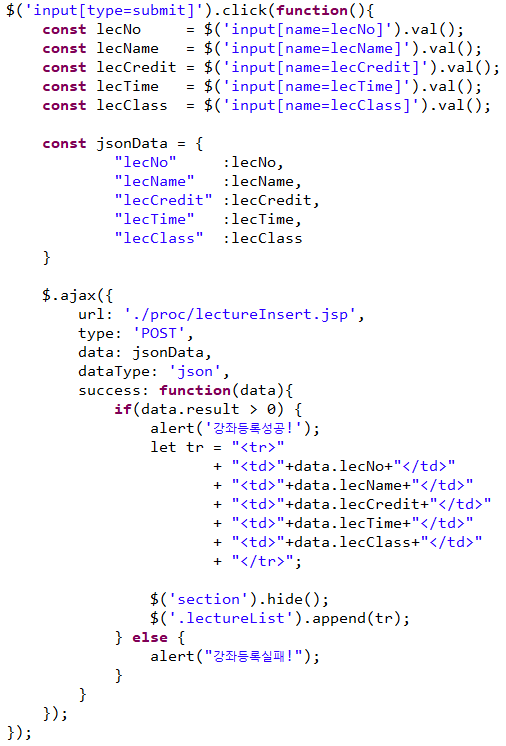 $('input[type=submit]').click(function(){
    const lecNo     = $('input[name=lecNo]').val();
    const lecName   = $('input[name=lecName]').val();
    const lecCredit = $('input[name=lecCredit]').val();
    const lecTime   = $('input[name=lecTime]').val();
    const lecClass  = $('input[name=lecClass]').val();

    const jsonData = {
            "lecNo"     :lecNo,
            "lecName"   :lecName,
            "lecCredit" :lecCredit,
            "lecTime"   :lecTime,
            "lecClass"  :lecClass
    }

    $.ajax({
        url: './proc/lectureInsert.jsp',
        type: 'POST',
        data: jsonData,
        dataType: 'json',
        success: function(data){
            if(data.result > 0) {
                alert('강좌등록성공!');
                let tr = "<tr>"
                       + "<td>"+data.lecNo+"</td>"
                       + "<td>"+data.lecName+"</td>"
                       + "<td>"+data.lecCredit+"</td>"
                       + "<td>"+data.lecTime+"</td>"
                       + "<td>"+data.lecClass+"</td>"
                       + "</tr>";

                $('section').hide();
                $('.lectureList').append(tr);
            } else {
                alert("강좌등록실패!");
            }
        }
    });
});